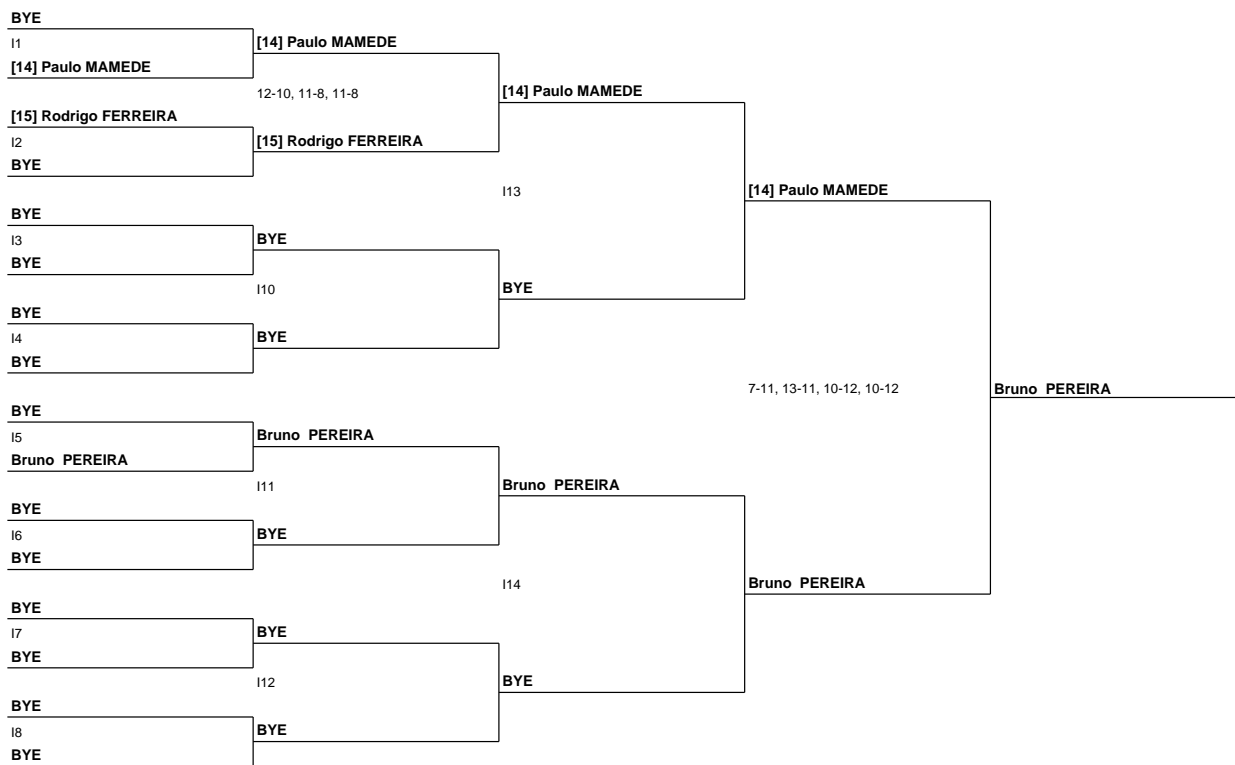 BYE
I1
[14] Paulo MAMEDE
[14] Paulo MAMEDE
12-10, 11-8, 11-8
[14] Paulo MAMEDE
[15] Rodrigo FERREIRA
I2
[15] Rodrigo FERREIRA
BYE
I13
[14] Paulo MAMEDE
BYE
I3
BYE
BYE
I10
BYE
BYE
I4
BYE
BYE
7-11, 13-11, 10-12, 10-12
Bruno PEREIRA
BYE
I5
Bruno PEREIRA
Bruno PEREIRA
I11
Bruno PEREIRA
BYE
I6
BYE
BYE
I14
Bruno PEREIRA
BYE
I7
BYE
BYE
I12
BYE
BYE
I8
BYE
BYE